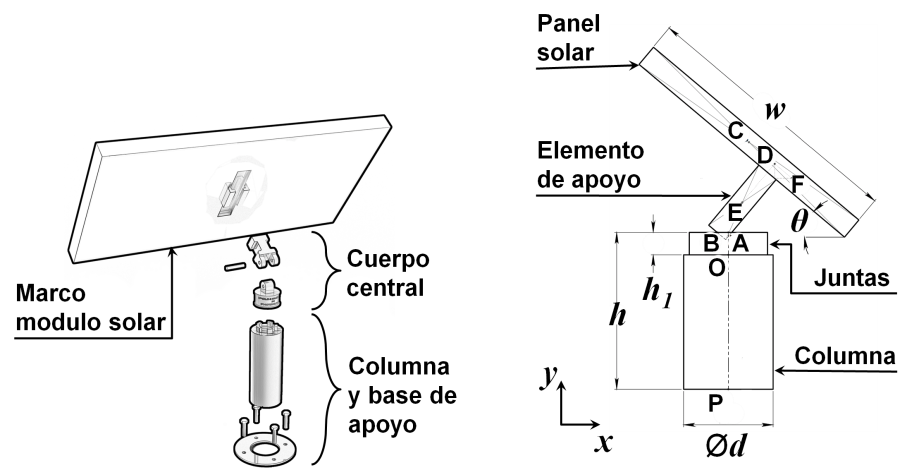 Marco
modulo solar
Cuerpo
central
Columna
y base de
apoyo
Panel
solar
w
C
D
F
Elemento
de apoyo
E
θ
B A
O
Juntas
h1
h
Columna
y
x
P
Ød